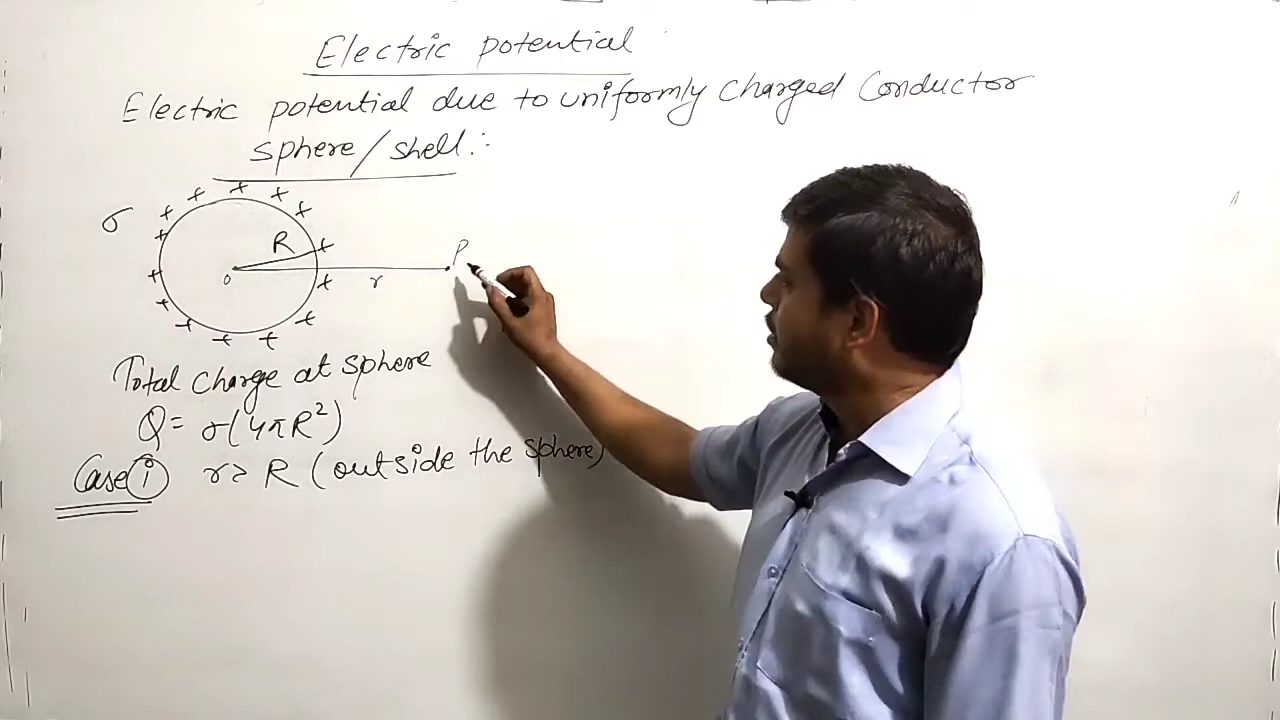 Electric potential
Electric potential due to uniformly charged Conductor
sphere/shell:
σ
R
P
o
r
Total charge at sphere
Q = σ(4πR²)
Case (i) r > R (outside the sphere)